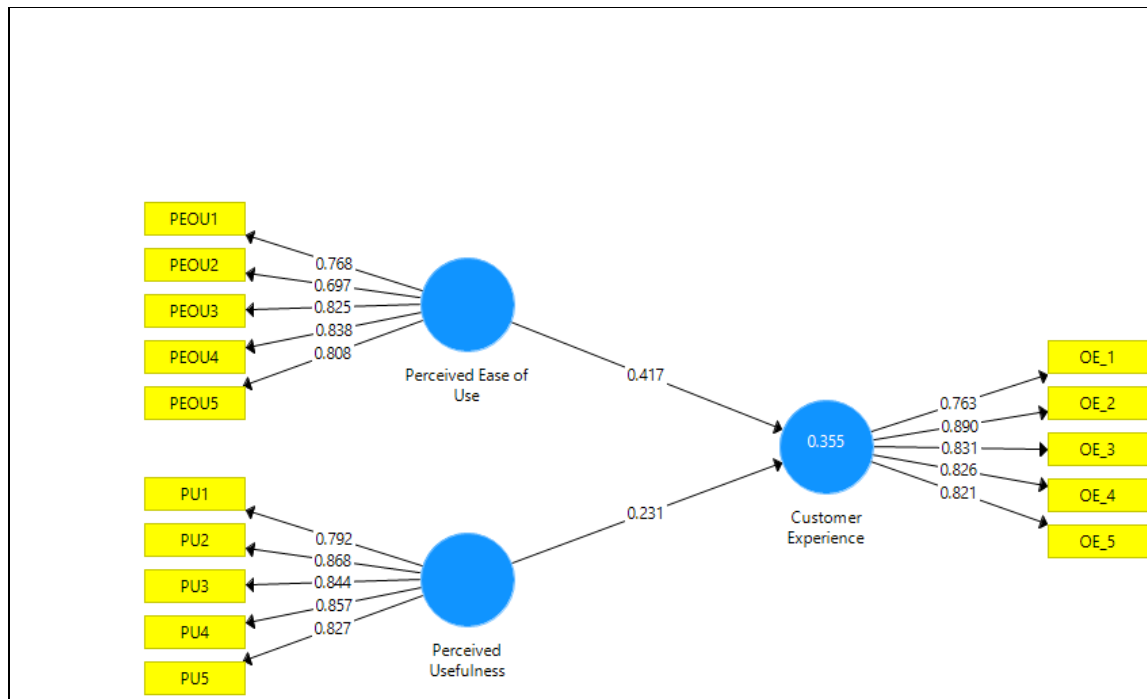 PEOU1
PEOU2
PEOU3
PEOU4
PEOU5
0.768
0.697
0.825
0.838
0.808
Perceived Ease of
Use
0.417
PU1
PU2
PU3
PU4
PU5
0.792
0.868
0.844
0.857
0.827
Perceived
Usefulness
0.231
0.355
Customer
Experience
0.763
0.890
0.831
0.826
0.821
OE_1
OE_2
OE_3
OE_4
OE_5